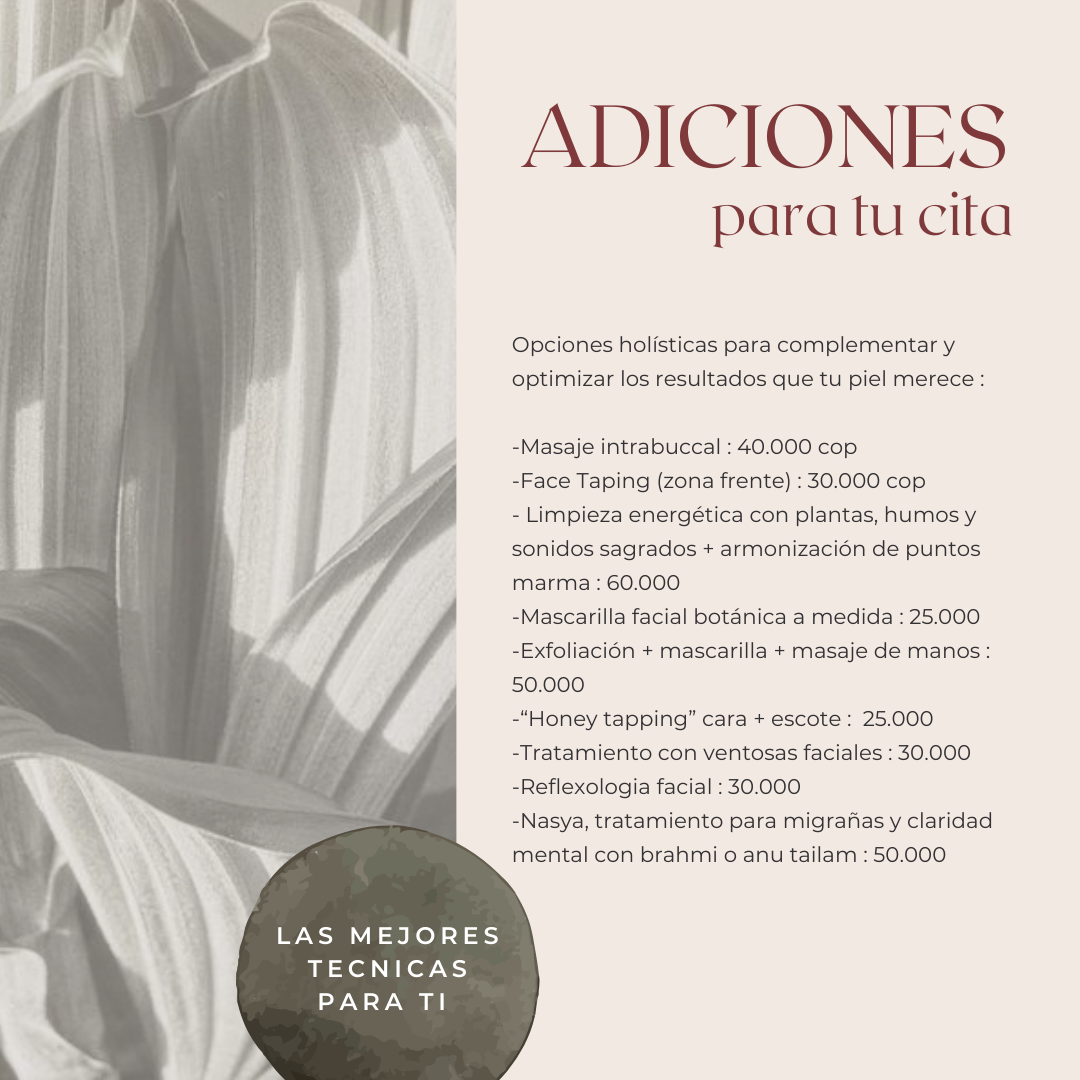 ADICIONES
para tu cita
Opciones holísticas para complementar y
optimizar los resultados que tu piel merece :
-Masaje intrabuccal : 40.000 cop
-Face Taping (zona frente) : 30.000 cop
- Limpieza energética con plantas, humos y
sonidos sagrados + armonización de puntos
marma : 60.000
-Mascarilla facial botánica a medida : 25.000
-Exfoliación + mascarilla + masaje de manos :
50.000
-“Honey tapping” cara + escote :  25.000
-Tratamiento con ventosas faciales : 30.000
-Reflexologia facial : 30.000
-Nasya, tratamiento para migrañas y claridad
mental con brahmi o anu tailam : 50.000
LAS MEJORES
TECNICAS
PARA TI